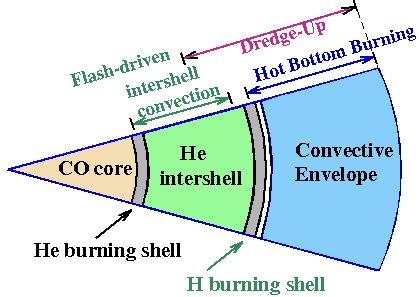 Dredge-Up
Hot Bottom Burning
Flash-driven
intershell
convection
CO core
He
intershell
Convective
Envelope
He burning shell
H burning shell